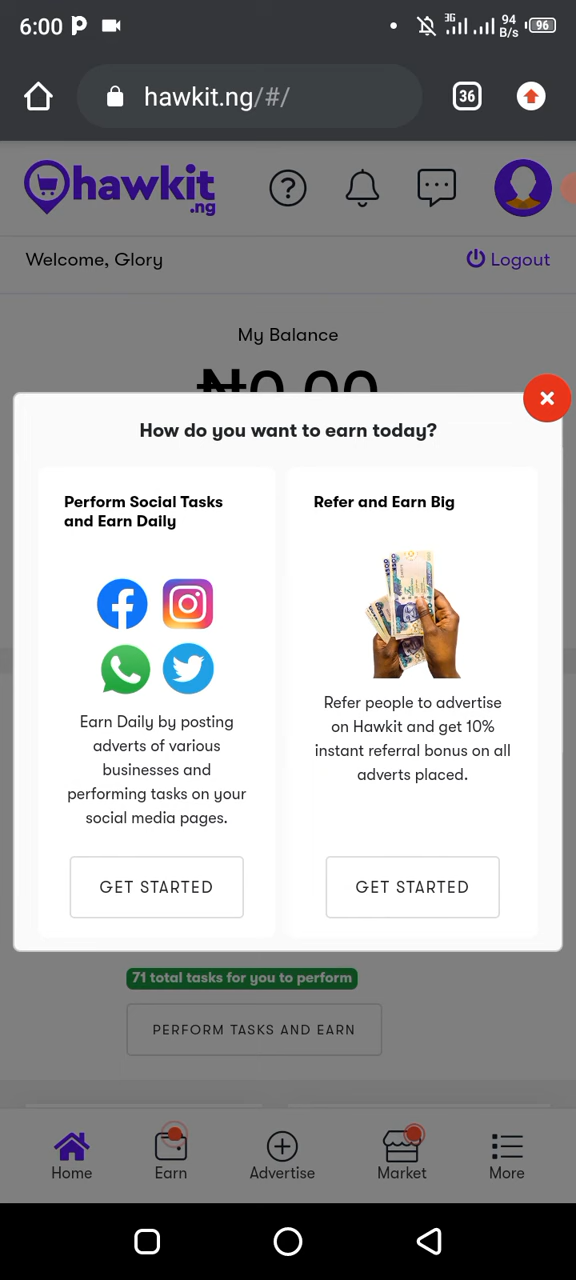 6:00
3G
94
B/s
96
hawkit.ng/#/
36
hawkit
.ng
Welcome, Glory
Logout
My Balance
₦0.00
How do you want to earn today?
Perform Social Tasks
and Earn Daily
Earn Daily by posting
adverts of various
businesses and
performing tasks on your
social media pages.
GET STARTED
Refer and Earn Big
Refer people to advertise
on Hawkit and get 10%
instant referral bonus on all
adverts placed.
GET STARTED
71 total tasks for you to perform
PERFORM TASKS AND EARN
Home
Earn
Advertise
Market
More